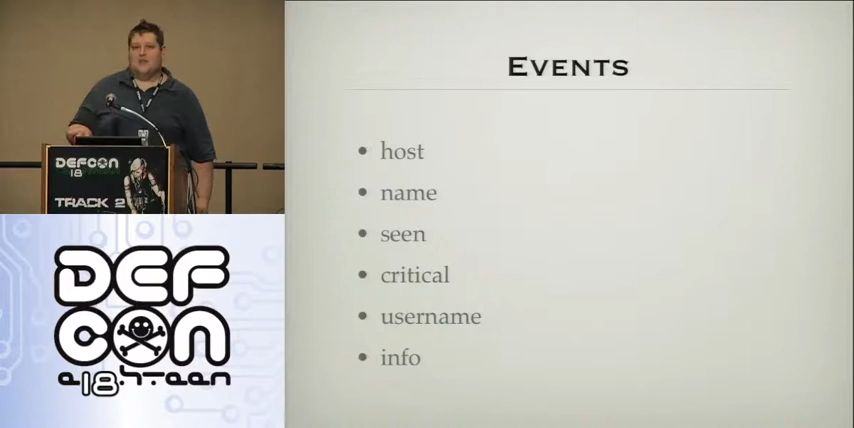 DEFCON
18
TRACK 2
DEF
CON
e18hteen
EVENTS
• host
• name
• seen
• critical
• username
• info